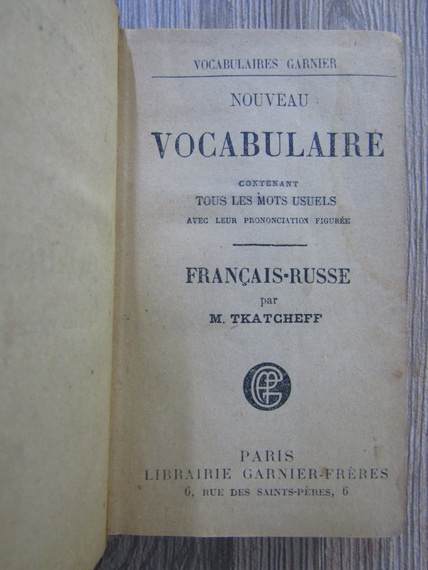 VOCABULAIRES GARNIER
NOUVEAU
VOCABULAIRE
CONTENANT
TOUS LES MOTS USUELS
AVEC LEUR PRONONCIATION FIGURÉE
FRANÇAIS-RUSSE
par
M. TKATCHEFF
PARIS
LIBRAIRIE GARNIER-FRÈRES
6, RUE DES SAINTS-PÈRES, 6